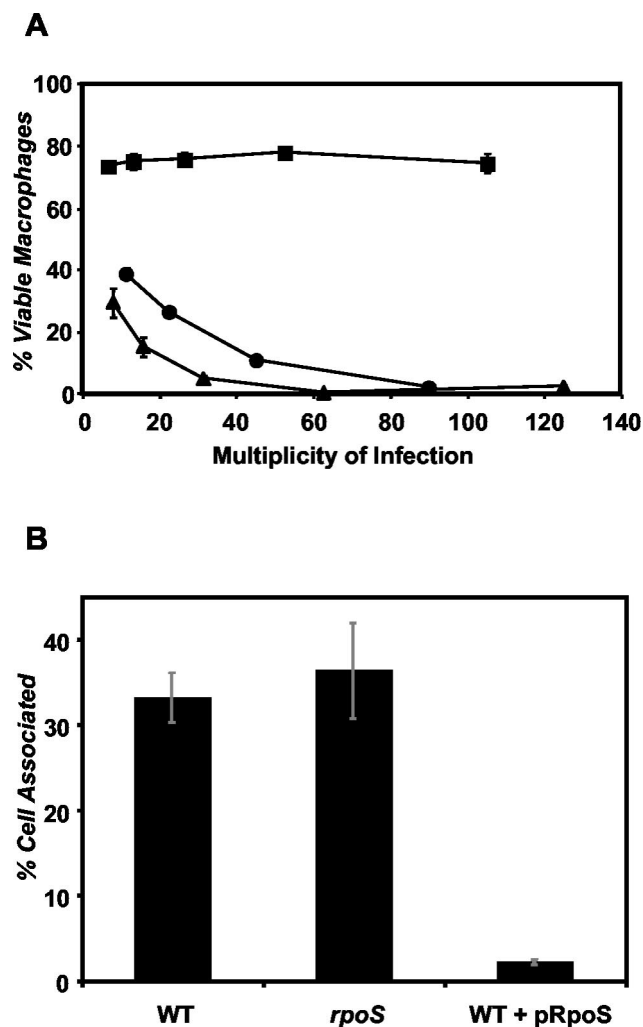 A
% Viable Macrophages
100
80
60
40
20
0
0 20 40 60 80 100 120 140
Multiplicity of Infection
B
% Cell Associated
40
30
20
10
0
WT rpoS WT + pRpoS